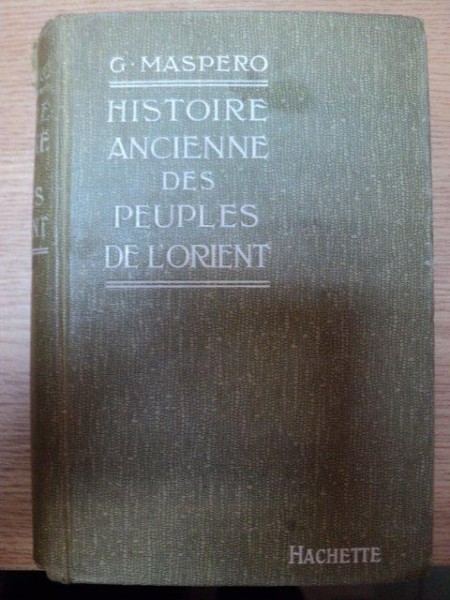 G. MASPERO
HISTOIRE
ANCIENNE
DES
PEUPLES
DE L'ORIENT
HACHETTE